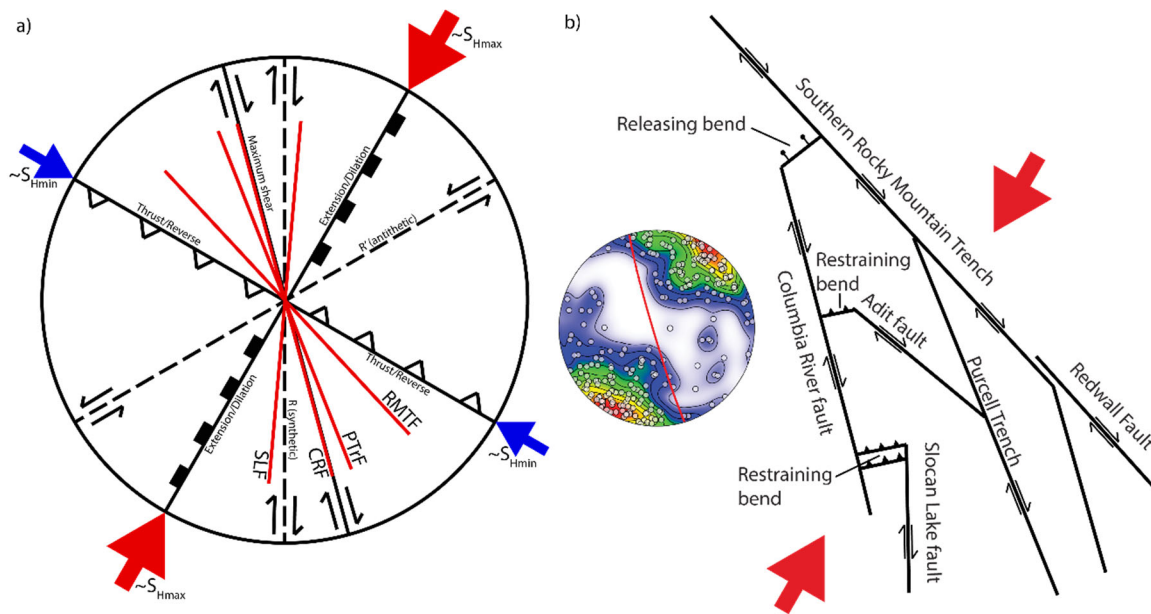 a)
~SHmax
~SHmin
Maximum shear
Extension/Dilation
Thrust/Reverse
R' (antithetic)
Thrust/Reverse
Extension/Dilation
R (synthetic)
SLF
CRF
PTrF
RMTF
~SHmin
~SHmax
b)
Southern Rocky Mountain Trench
Releasing bend
Restraining
bend
Adit fault
Columbia River fault
Purcell Trench
Redwall Fault
Restraining
bend
Slocan Lake fault